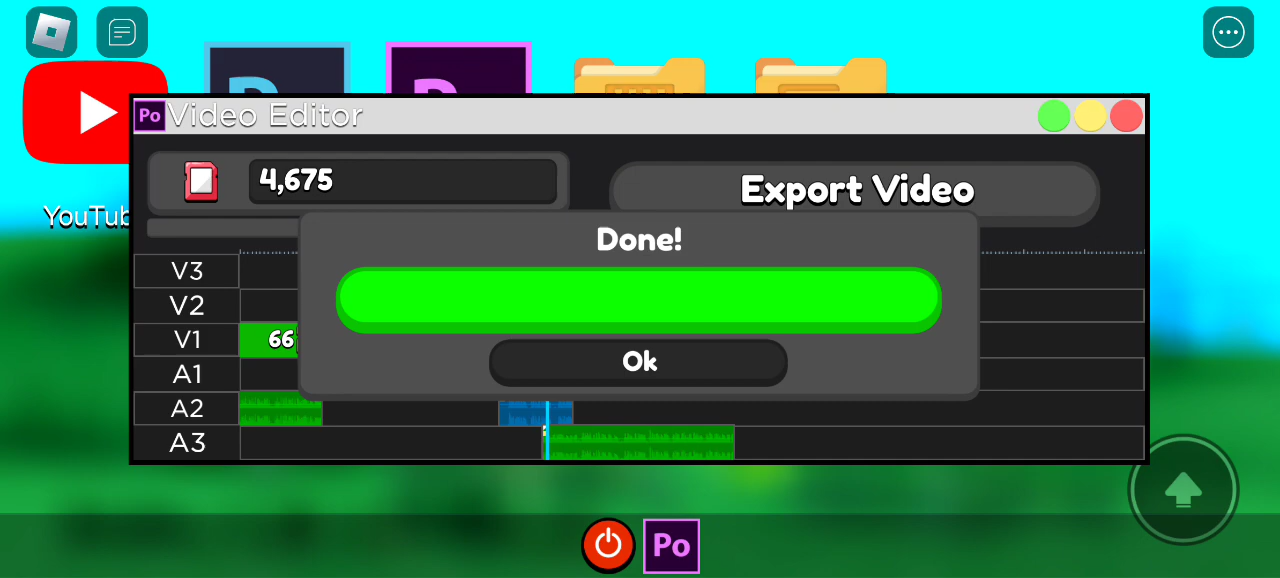 Po Video Editor
4,675
Export Video
YouTub
Done!
V3
V2
V1
66
Ok
A1
A2
A3
Po